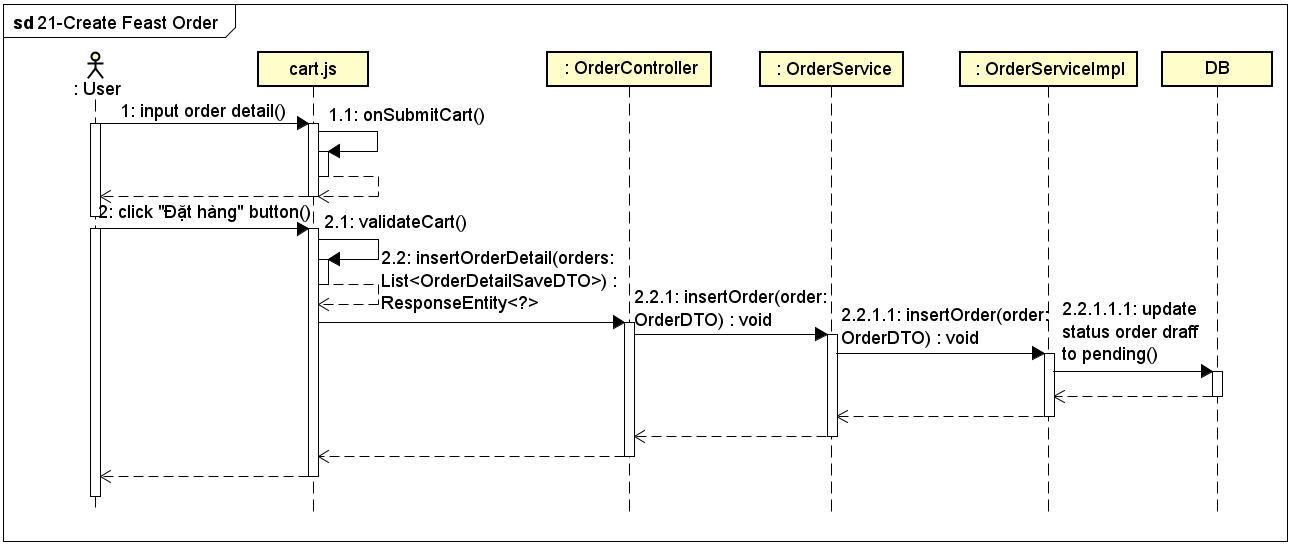 sd 21-Create Feast Order
: User
cart.js
: OrderController
: OrderService
: OrderServiceImpl
DB
1: input order detail()
1.1: onSubmitCart()
2: click "Đặt hàng" button()
2.1: validateCart()
2.2: insertOrderDetail(orders:
List<OrderDetailSaveDTO>) :
ResponseEntity<?>
2.2.1: insertOrder(order:
OrderDTO) : void
2.2.1.1: insertOrder(order:
OrderDTO) : void
2.2.1.1.1: update
status order draff
to pending()